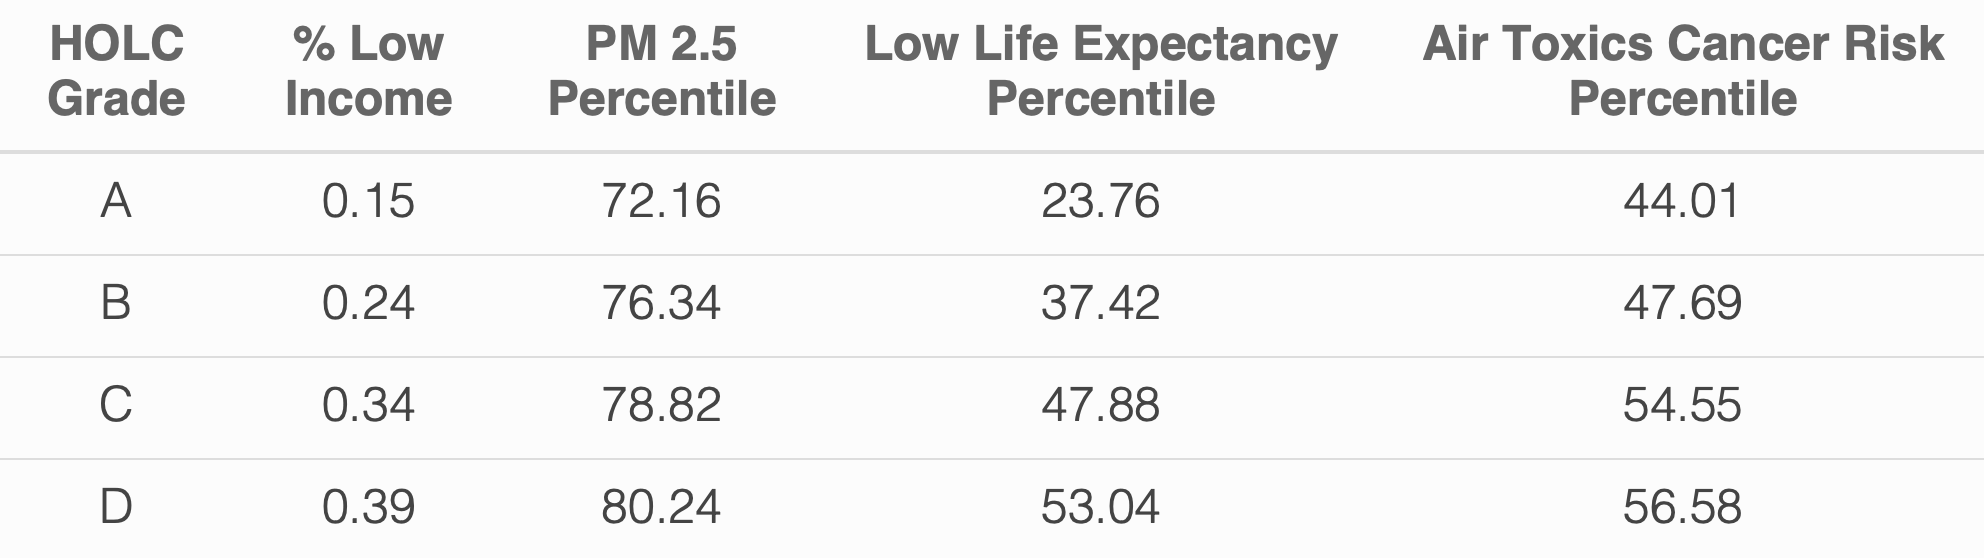 HOLC Grade % Low Income PM 2.5 Percentile Low Life Expectancy Percentile Air Toxics Cancer Risk Percentile
A 0.15 72.16 23.76 44.01
B 0.24 76.34 37.42 47.69
C 0.34 78.82 47.88 54.55
D 0.39 80.24 53.04 56.58